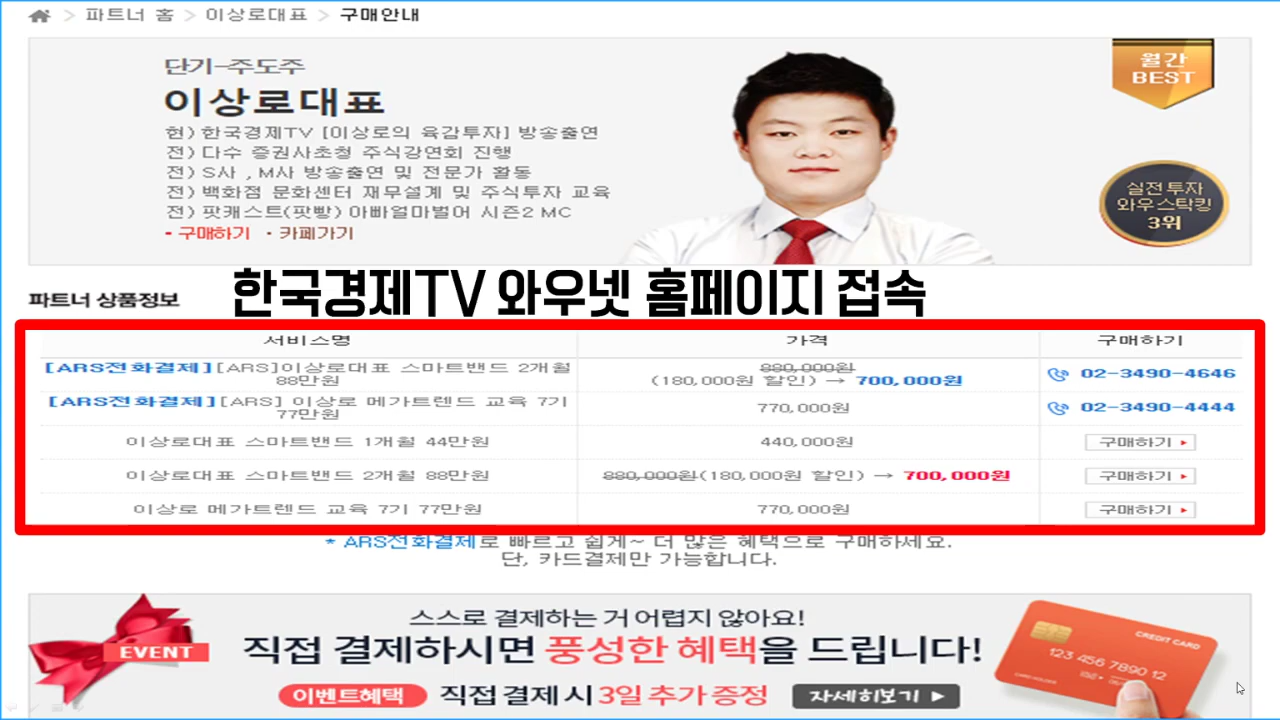 파트너 홈 > 이상로대표 > 구매안내
단기-주도주
이상로대표
현) 한국경제TV [이상로의 육감투자] 방송출연
전) 다수 증권사초청 주식강연회 진행
전) S사 , M사 방송출연 및 전문가 활동
전) 백화점 문화센터 재무설계 및 주식투자 교육
전) 팟캐스트(팟빵) 아빠얼마벌어 시즌2 MC
- 구매하기 · 카페가기
월간
BEST
실전투자
와우스탁킹
3위
파트너 상품정보
한국경제TV 와우넷 홈페이지 접속
서비스명 가격 구매하기
[ARS전화결제][ARS]이상로대표 스마트밴드 2개월
88만원
880,000원
(180,000원 할인) → 700,000원
02-3490-4646
[ARS전화결제][ARS] 이상로 메가트렌드 교육 7기
77만원
770,000원
02-3490-4444
이상로대표 스마트밴드 1개월 44만원 440,000원 구매하기
이상로대표 스마트밴드 2개월 88만원 880,000원(180,000원 할인) → 700,000원 구매하기
이상로 메가트렌드 교육 7기 77만원 770,000원 구매하기
* ARS전화결제로 빠르고 쉽게~ 더 많은 혜택으로 구매하세요.
단, 카드결제만 가능합니다.
EVENT
스스로 결제하는 거 어렵지 않아요!
직접 결제하시면 풍성한 혜택을 드립니다!
이벤트혜택 직접 결제 시 3일 추가 증정 자세히보기 ▶
CREDIT CARD
123 456 7890 12
CARD HOLDER